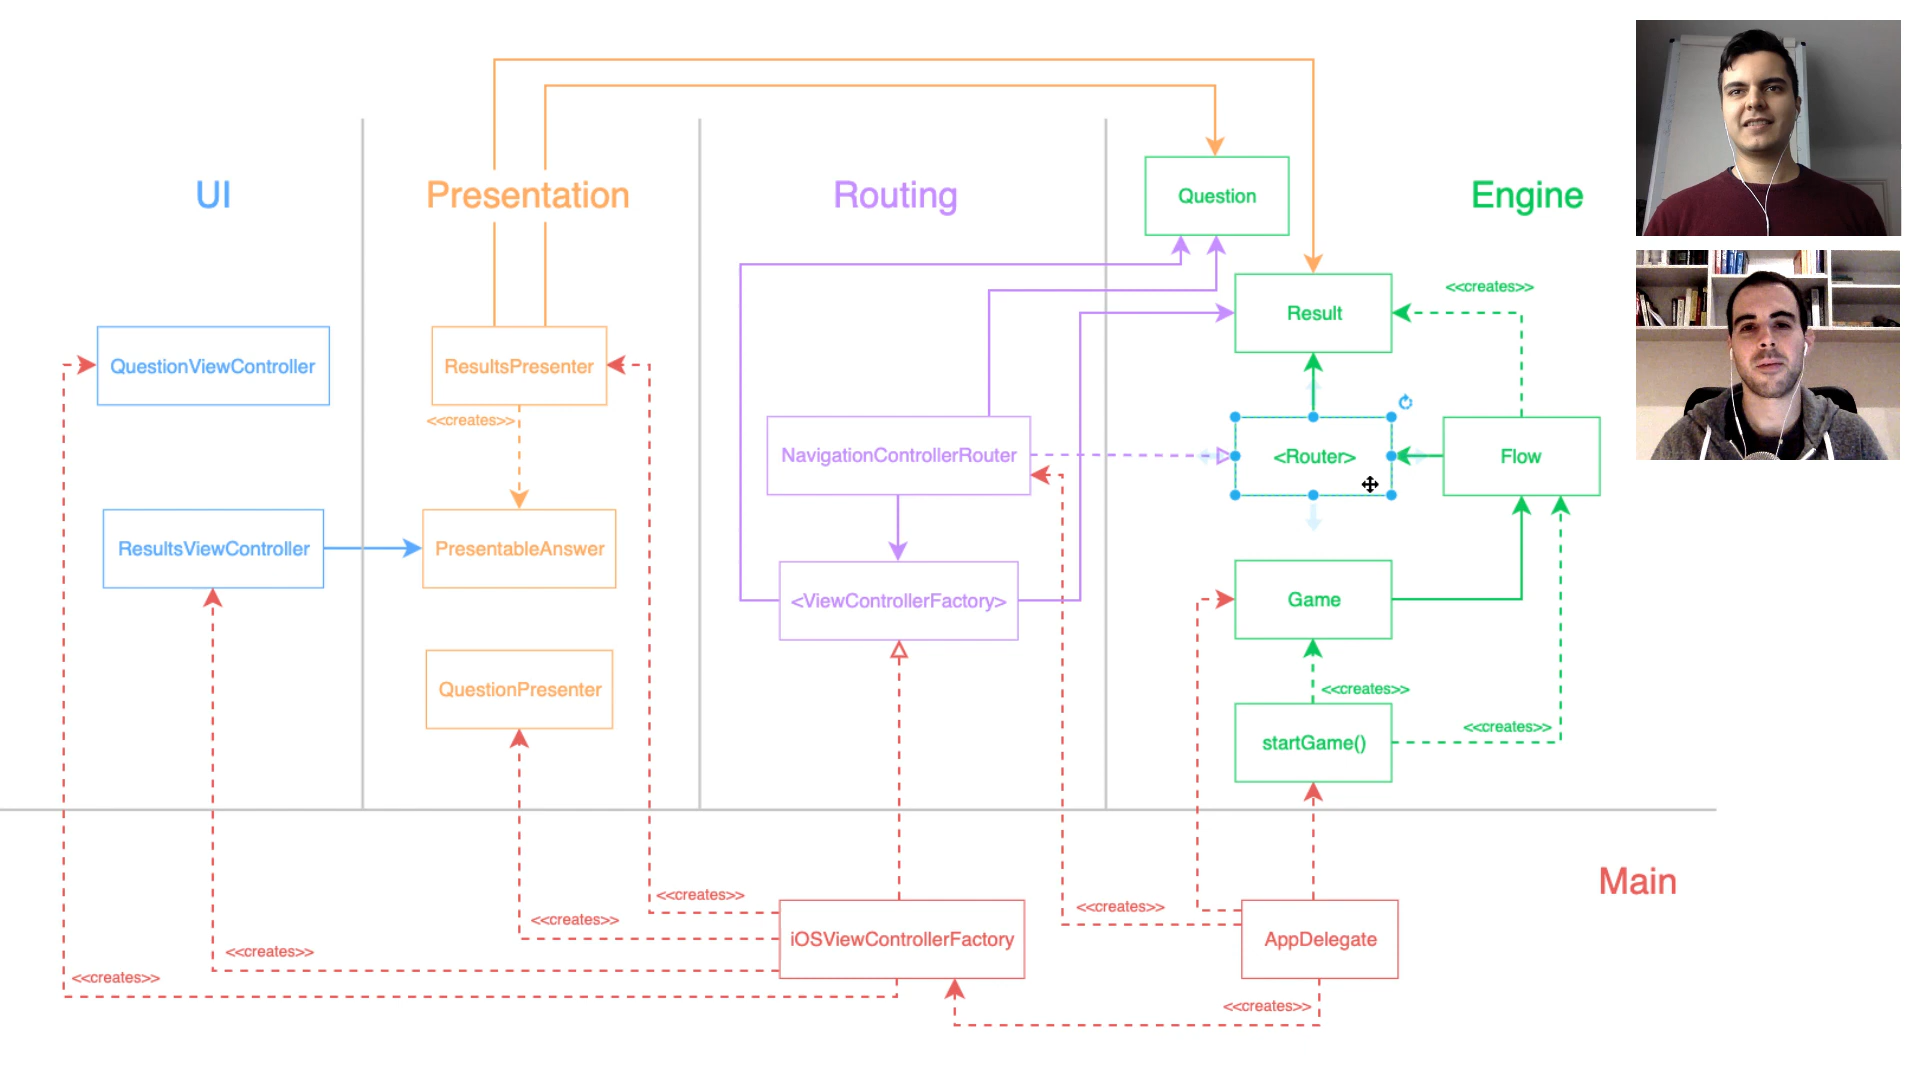 UI
Presentation
Routing
Engine
Question
Result
<<creates>>
QuestionViewController
ResultsPresenter
<<creates>>
NavigationControllerRouter
<Router>
Flow
ResultsViewController
PresentableAnswer
<ViewControllerFactory>
Game
QuestionPresenter
<<creates>>
<<creates>>
startGame()
Main
<<creates>>
<<creates>>
<<creates>>
iOSViewControllerFactory
AppDelegate
<<creates>>
<<creates>>
<<creates>>